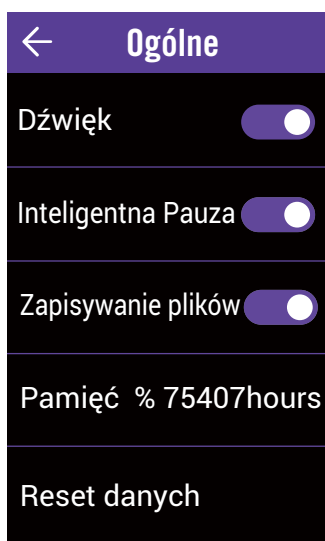 Ogólne
Dźwięk
Inteligentna Pauza
Zapisywanie plików
Pamięć % 75407hours
Reset danych